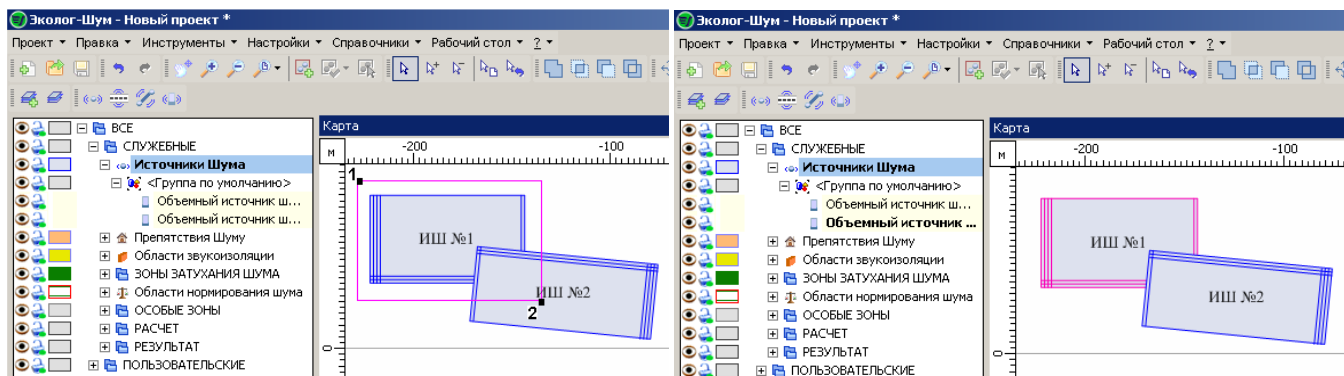 Эколог-Шум - Новый проект *
Проект Правка Инструменты Настройки Справочники Рабочий стол ?
ВСЕ
СЛУЖЕБНЫЕ
Источники Шума
<Группа по умолчанию>
Объемный источник ш...
Объемный источник ш...
Препятствия Шуму
Области звукоизоляции
ЗОНЫ ЗАТУХАНИЯ ШУМА
Области нормирования шума
ОСОБЫЕ ЗОНЫ
РАСЧЕТ
РЕЗУЛЬТАТ
ПОЛЬЗОВАТЕЛЬСКИЕ
Карта
м -200 -100
1
ИШ №1
ИШ №2
2
0
Эколог-Шум - Новый проект *
Проект Правка Инструменты Настройки Справочники Рабочий стол ?
ВСЕ
СЛУЖЕБНЫЕ
Источники Шума
<Группа по умолчанию>
Объемный источник ш...
Объемный источник ...
Препятствия Шуму
Области звукоизоляции
ЗОНЫ ЗАТУХАНИЯ ШУМА
Области нормирования шума
ОСОБЫЕ ЗОНЫ
РАСЧЕТ
РЕЗУЛЬТАТ
ПОЛЬЗОВАТЕЛЬСКИЕ
Карта
м -200 -100
ИШ №1
ИШ №2
0